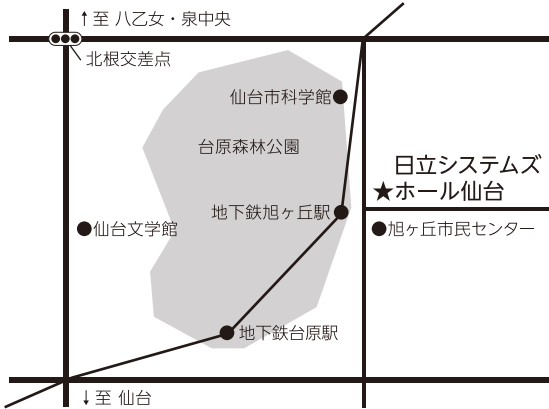 ↑至 八乙女・泉中央
北根交差点
仙台市科学館
台原森林公園
日立システムズ
★ホール仙台
地下鉄旭ヶ丘駅
仙台文学館
旭ヶ丘市民センター
地下鉄台原駅
↓至 仙台